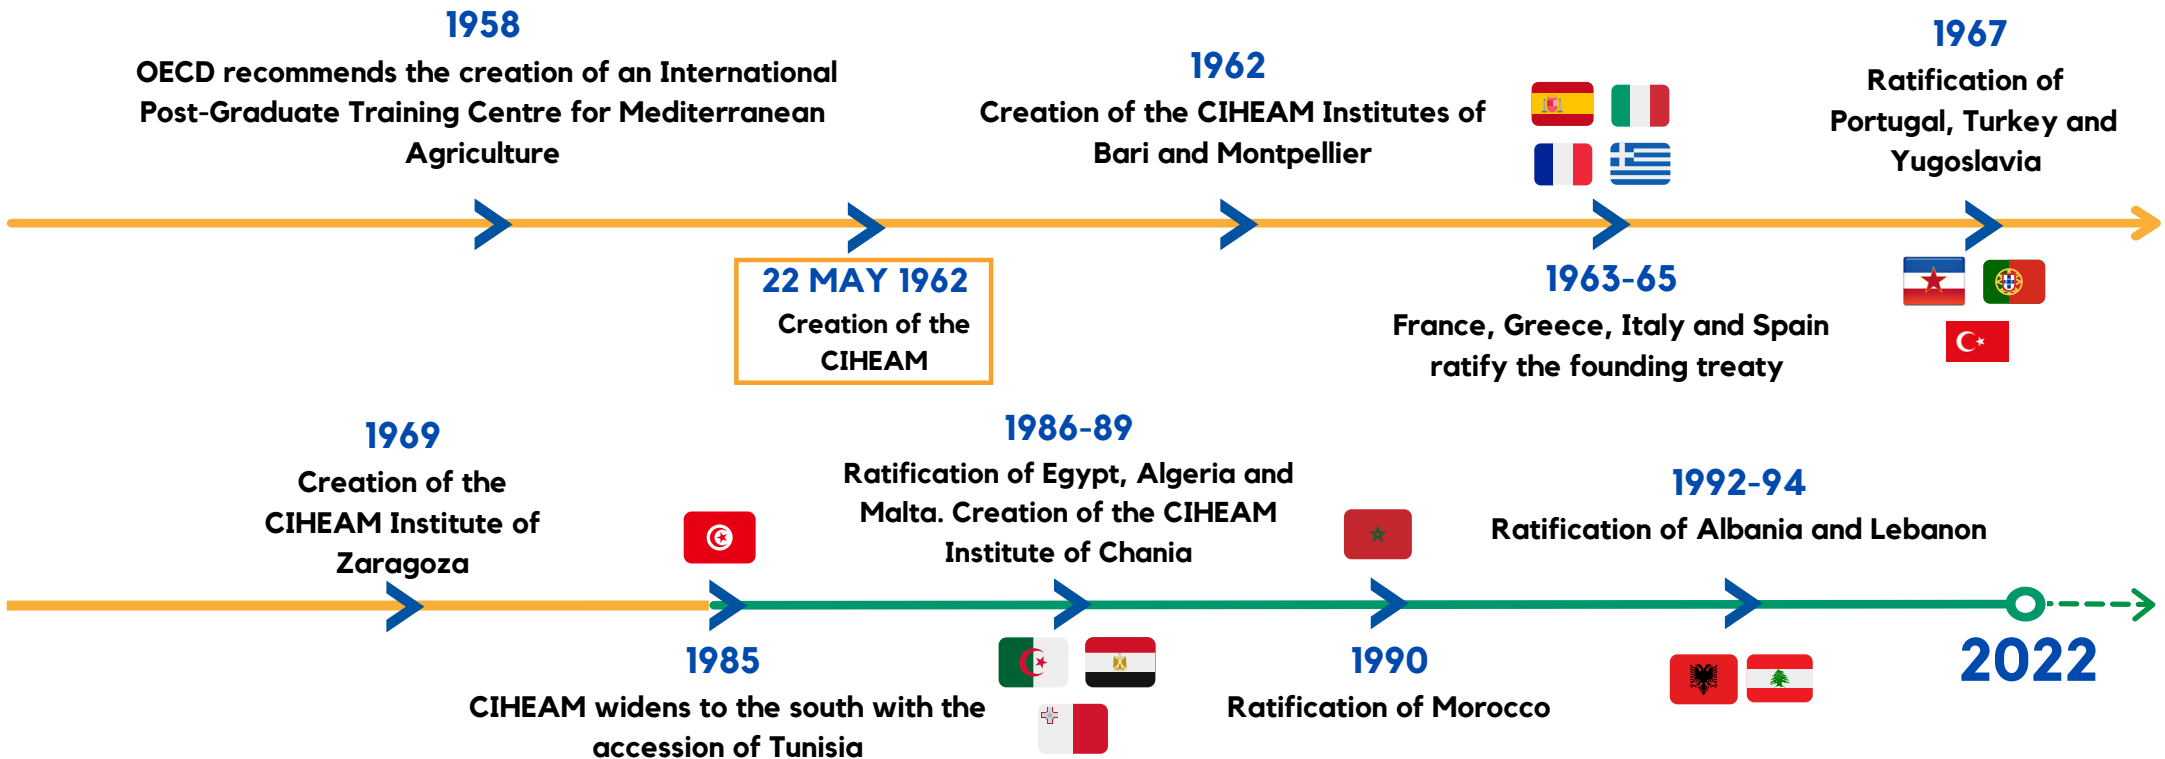 1958
OECD recommends the creation of an International
Post-Graduate Training Centre for Mediterranean
Agriculture
22 MAY 1962
Creation of the
CIHEAM
1962
Creation of the CIHEAM Institutes of
Bari and Montpellier
1963-65
France, Greece, Italy and Spain
ratify the founding treaty
1967
Ratification of
Portugal, Turkey and
Yugoslavia
1969
Creation of the
CIHEAM Institute of
Zaragoza
1985
CIHEAM widens to the south with the
accession of Tunisia
1986-89
Ratification of Egypt, Algeria and
Malta. Creation of the CIHEAM
Institute of Chania
1990
Ratification of Morocco
1992-94
Ratification of Albania and Lebanon
2022